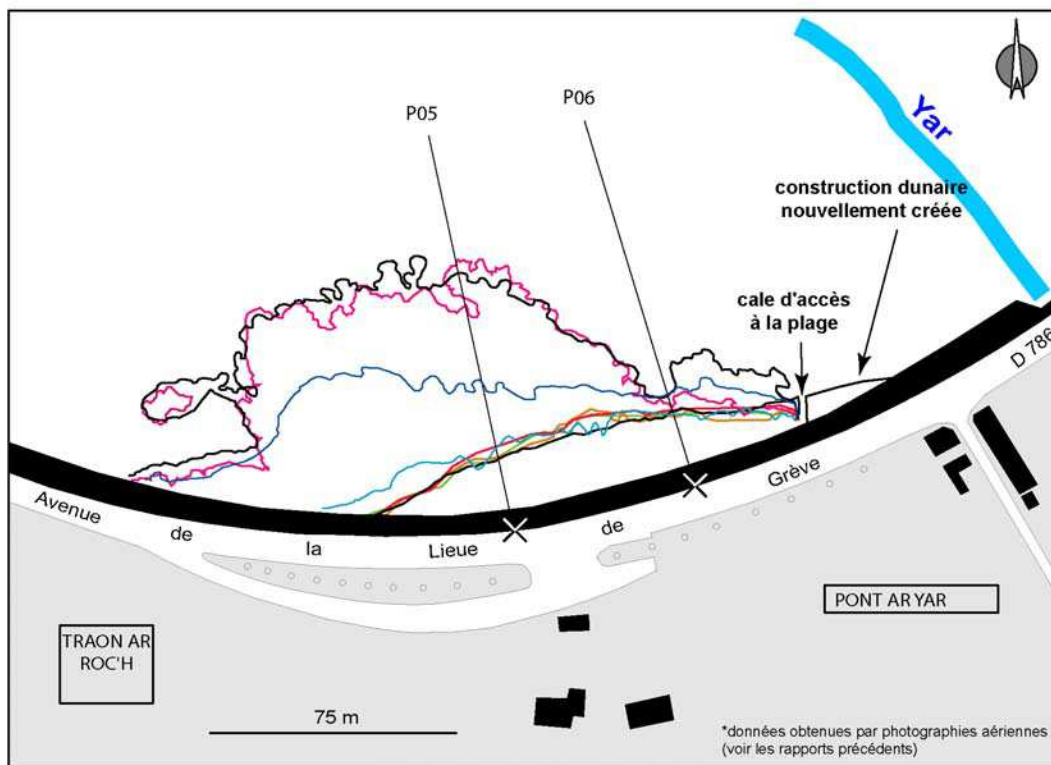 P05
P06
Yar
construction dunaire
nouvellement créée
cale d'accès
à la plage
D 786
Avenue de la Lieue de Grève
PONT AR YAR
TRAON AR
ROC'H
75 m
*données obtenues par photographies aériennes
(voir les rapports précédents)